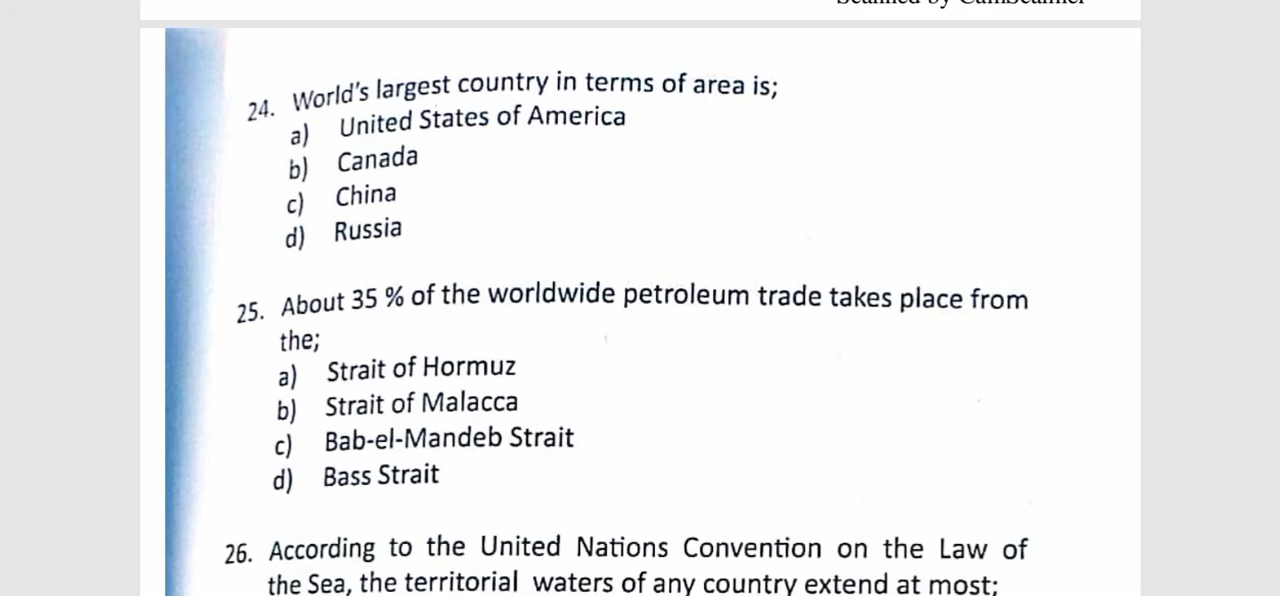 24. World's largest country in terms of area is;
a) United States of America
b) Canada
c) China
d) Russia
25. About 35 % of the worldwide petroleum trade takes place from
the;
a) Strait of Hormuz
b) Strait of Malacca
c) Bab-el-Mandeb Strait
d) Bass Strait
26. According to the United Nations Convention on the Law of
the Sea, the territorial waters of any country extend at most;